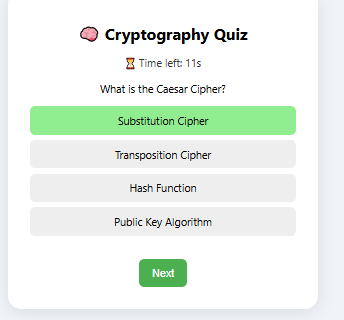 🧠 Cryptography Quiz
⏳ Time left: 11s
What is the Caesar Cipher?
Substitution Cipher
Transposition Cipher
Hash Function
Public Key Algorithm
Next